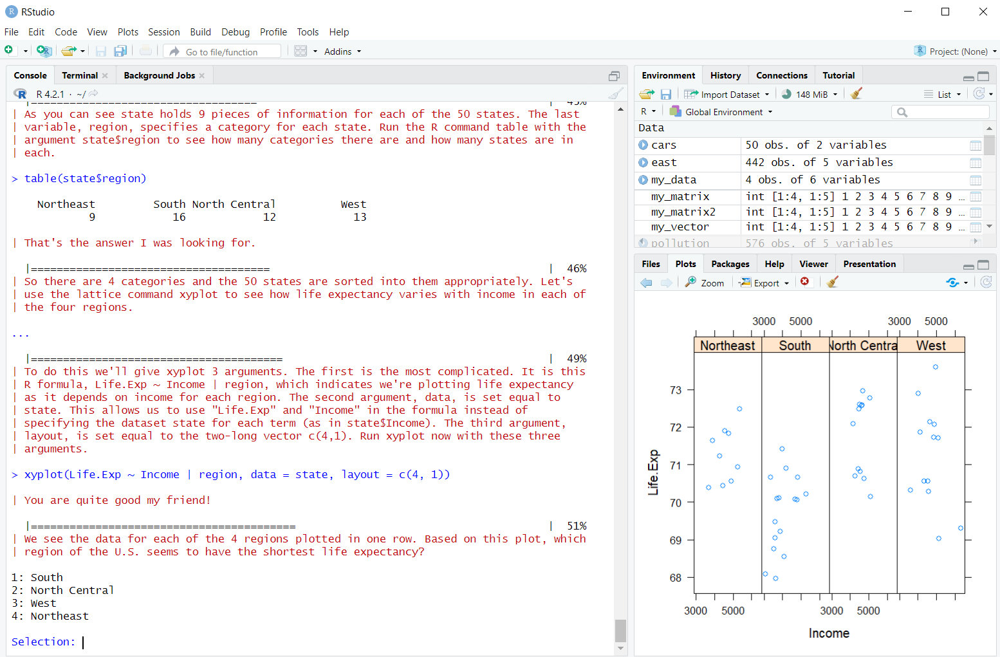 RStudio
File Edit Code View Plots Session Build Debug Profile Tools Help
Go to file/function Addins Project: (None)
Console Terminal Background Jobs
R 4.2.1 · ~/
|=================================== | 45%
| As you can see state holds 9 pieces of information for each of the 50 states. The last
| variable, region, specifies a category for each state. Run the R command table with the
| argument state$region to see how many categories there are and how many states are in
| each.
> table(state$region)
Northeast South North Central West
9 16 12 13
| That's the answer I was looking for.
|===================================== | 46%
| So there are 4 categories and the 50 states are sorted into them appropriately. Let's
| use the lattice command xyplot to see how life expectancy varies with income in each of
| the four regions.
...
|======================================= | 49%
| To do this we'll give xyplot 3 arguments. The first is the most complicated. It is this
| R formula, Life.Exp ~ Income | region, which indicates we're plotting life expectancy
| as it depends on income for each region. The second argument, data, is set equal to
| state. This allows us to use "Life.Exp" and "Income" in the formula instead of
| specifying the dataset state for each term (as in state$Income). The third argument,
| layout, is set equal to the two-long vector c(4,1). Run xyplot now with these three
| arguments.
> xyplot(Life.Exp ~ Income | region, data = state, layout = c(4, 1))
| You are quite good my friend!
|========================================= | 51%
| We see the data for each of the 4 regions plotted in one row. Based on this plot, which
| region of the U.S. seems to have the shortest life expectancy?
1: South
2: North Central
3: West
4: Northeast
Selection:
Environment History Connections Tutorial
Import Dataset 148 MiB List
R Global Environment
Data
cars 50 obs. of 2 variables
east 442 obs. of 5 variables
my_data 4 obs. of 6 variables
my_matrix int [1:4, 1:5] 1 2 3 4 5 6 7 8 9 ...
my_matrix2 int [1:4, 1:5] 1 2 3 4 5 6 7 8 9 ...
my_vector int [1:4, 1:5] 1 2 3 4 5 6 7 8 9 ...
pollution 576 obs. of 5 variables
Files Plots Packages Help Viewer Presentation
Zoom Export
3000 5000 3000 5000
Northeast South North Centra West
73
72
71
70
69
68
Life.Exp
3000 5000 3000 5000
Income